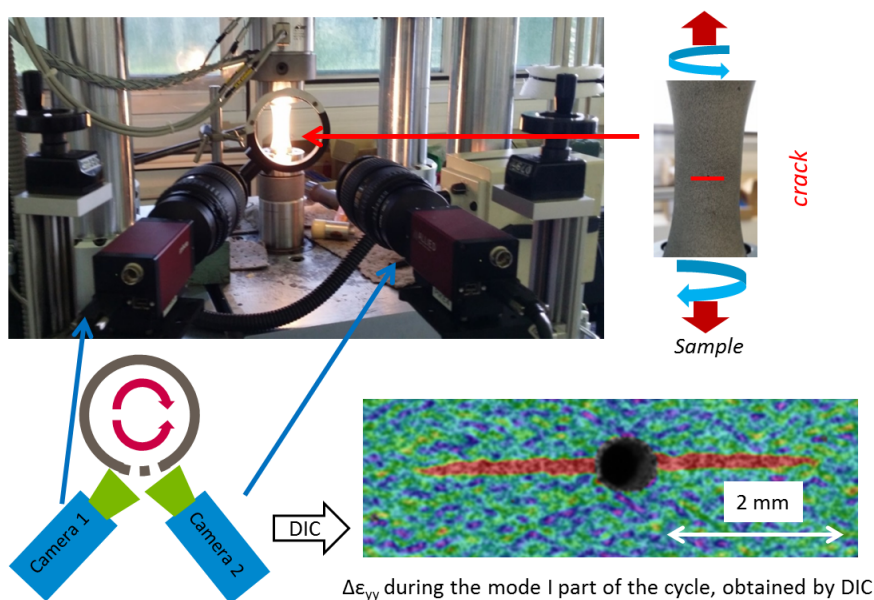 crack
Sample
Camera 1
Camera 2
DIC
2 mm
Δεyy during the mode I part of the cycle, obtained by DIC